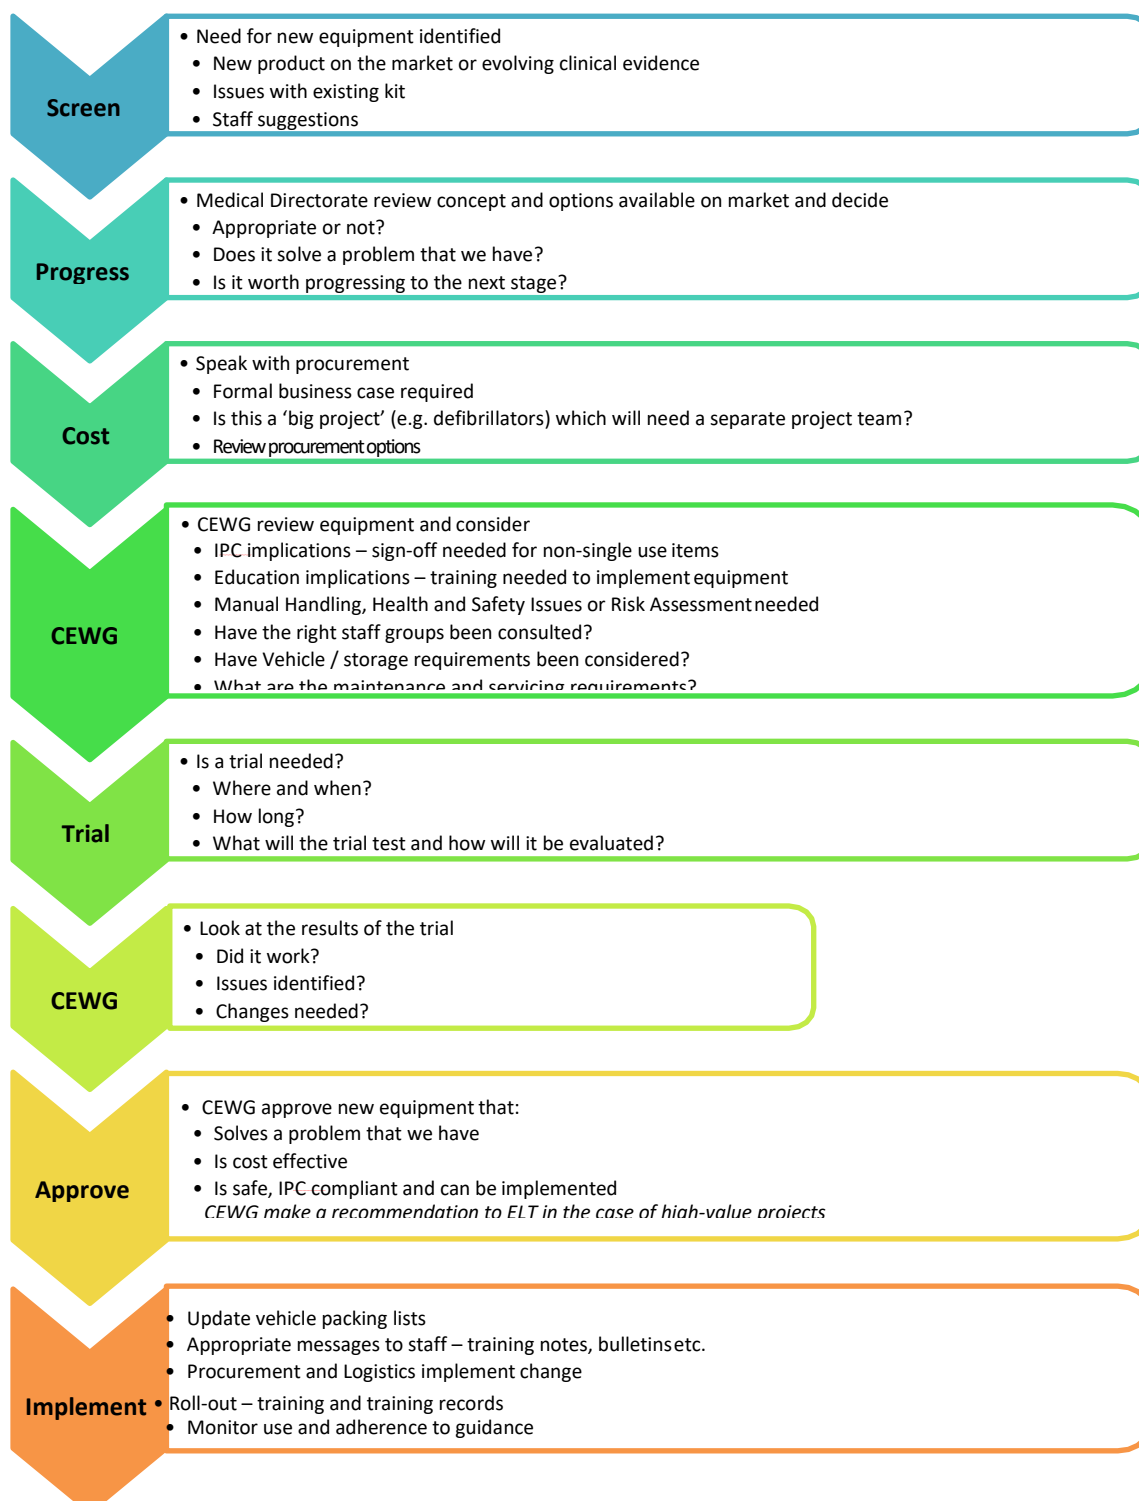 Screen
• Need for new equipment identified
• New product on the market or evolving clinical evidence
• Issues with existing kit
• Staff suggestions
Progress
• Medical Directorate review concept and options available on market and decide
• Appropriate or not?
• Does it solve a problem that we have?
• Is it worth progressing to the next stage?
Cost
• Speak with procurement
• Formal business case required
• Is this a ‘big project’ (e.g. defibrillators) which will need a separate project team?
• Review procurement options
CEWG
• CEWG review equipment and consider
• IPC implications – sign-off needed for non-single use items
• Education implications – training needed to implement equipment
• Manual Handling, Health and Safety Issues or Risk Assessment needed
• Have the right staff groups been consulted?
• Have Vehicle / storage requirements been considered?
• What are the maintenance and servicing requirements?
Trial
• Is a trial needed?
• Where and when?
• How long?
• What will the trial test and how will it be evaluated?
CEWG
• Look at the results of the trial
• Did it work?
• Issues identified?
• Changes needed?
Approve
• CEWG approve new equipment that:
• Solves a problem that we have
• Is cost effective
• Is safe, IPC compliant and can be implemented
CEWG make a recommendation to ELT in the case of high-value projects
Implement
• Update vehicle packing lists
• Appropriate messages to staff – training notes, bulletins etc.
• Procurement and Logistics implement change
• Roll-out – training and training records
• Monitor use and adherence to guidance